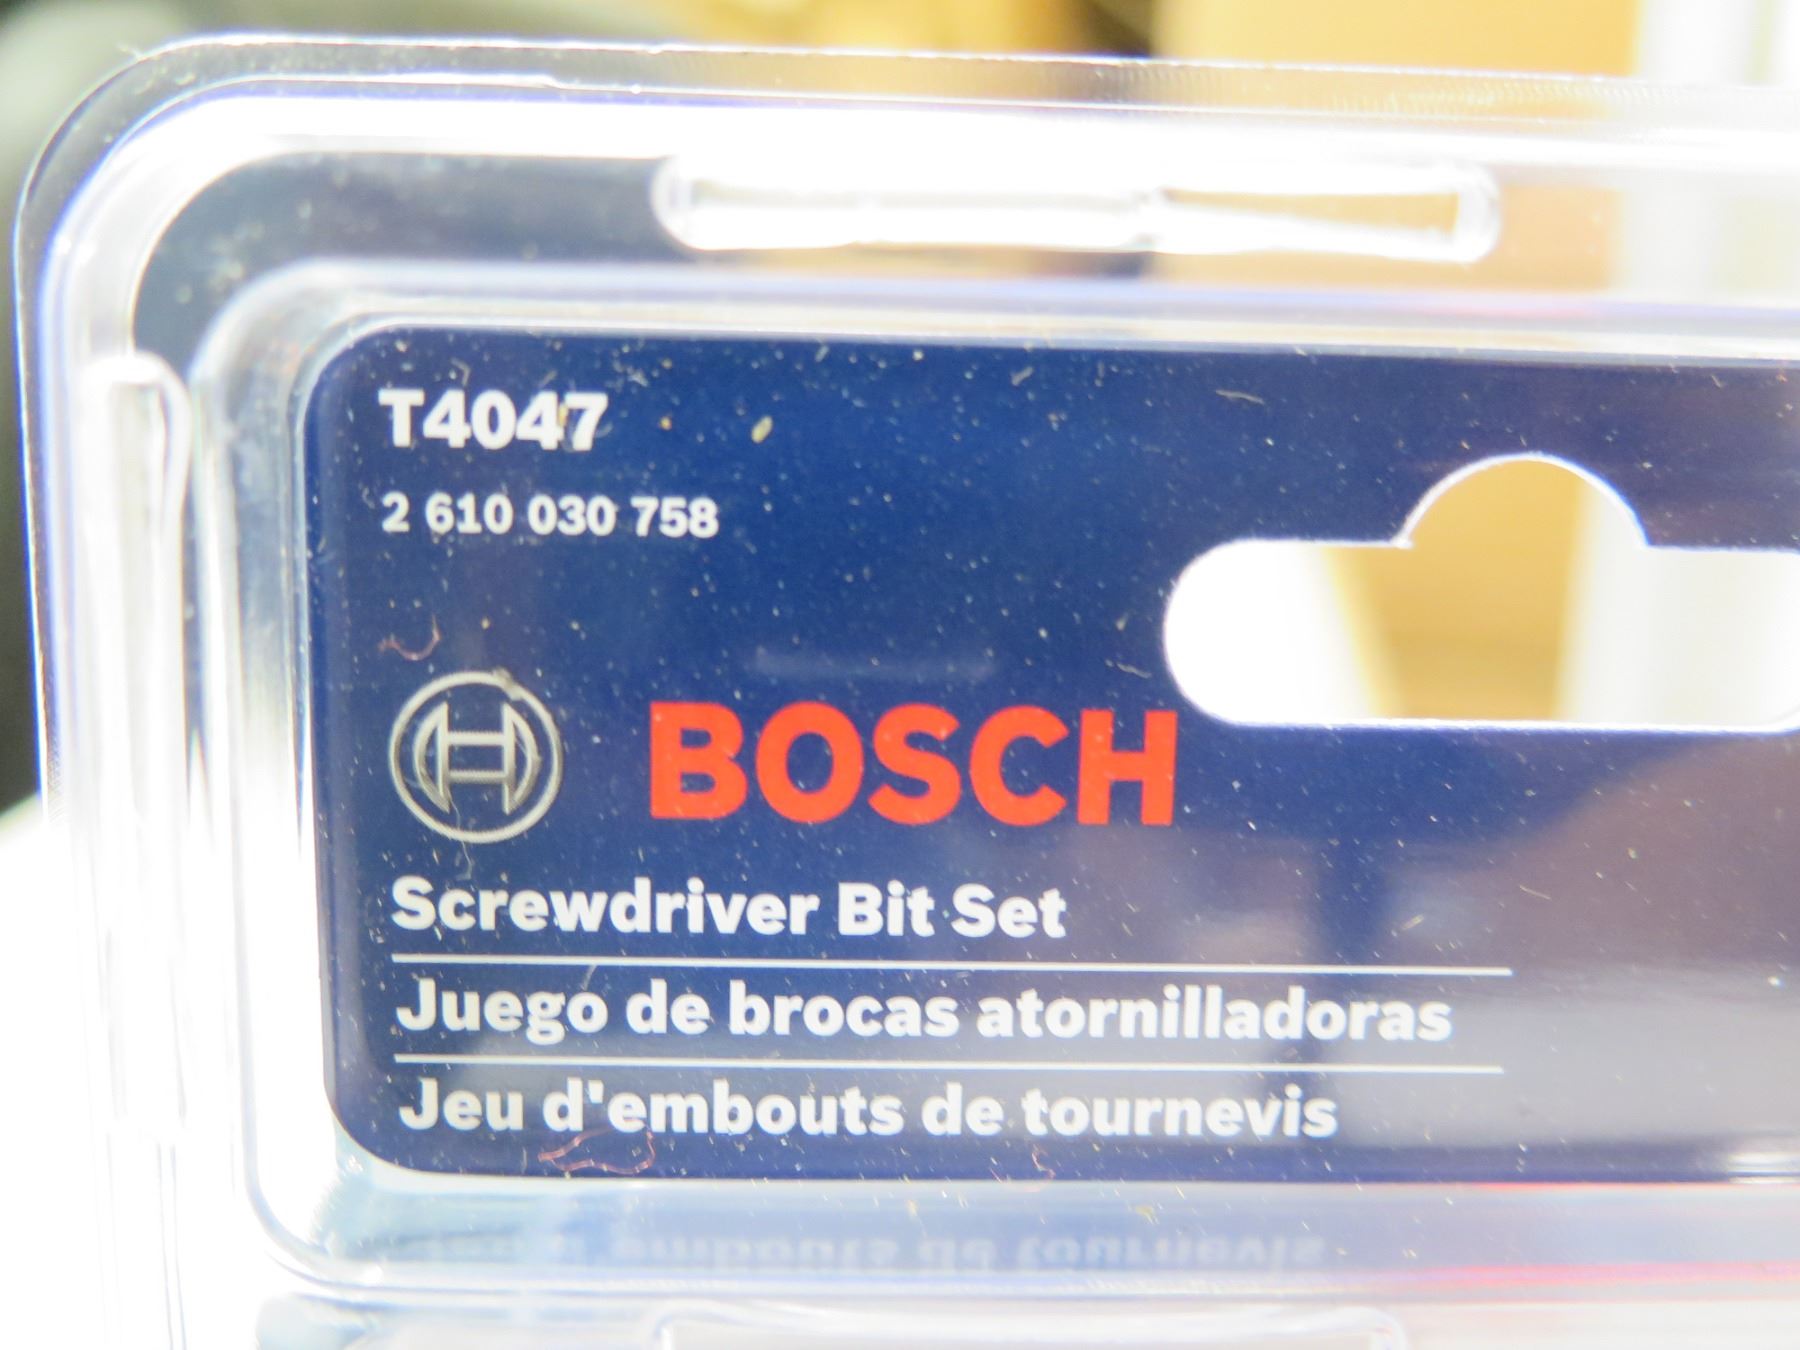 T4047
2 610 030 758
BOSCH
Screwdriver Bit Set
Juego de brocas atornilladoras
Jeu d'embouts de tournevis